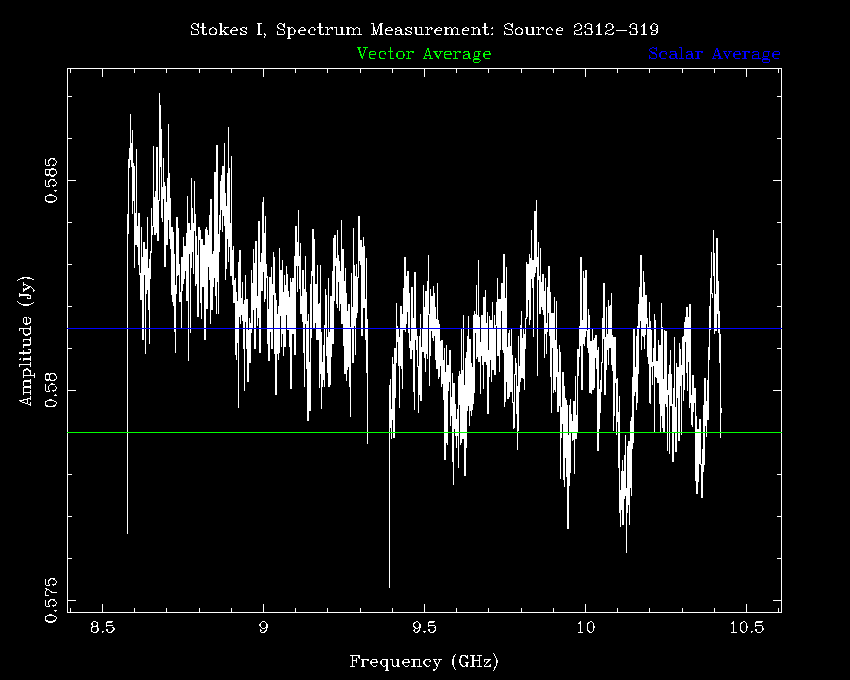 Stokes I, Spectrum Measurement: Source 2312−319
Vector Average
Scalar Average
0.585
0.58
0.575
Amplitude (Jy)
8.5 9 9.5 10 10.5
Frequency (GHz)